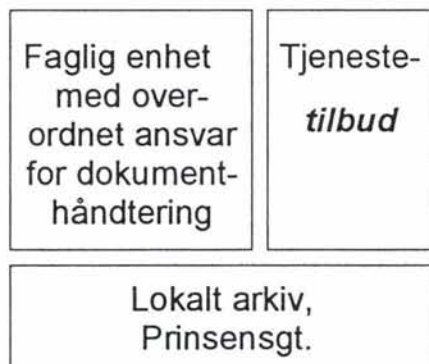 Faglig enhet
med over-
ordnet ansvar
for dokument-
håndtering
Tjeneste-
tilbud
Lokalt arkiv,
Prinsensgt.